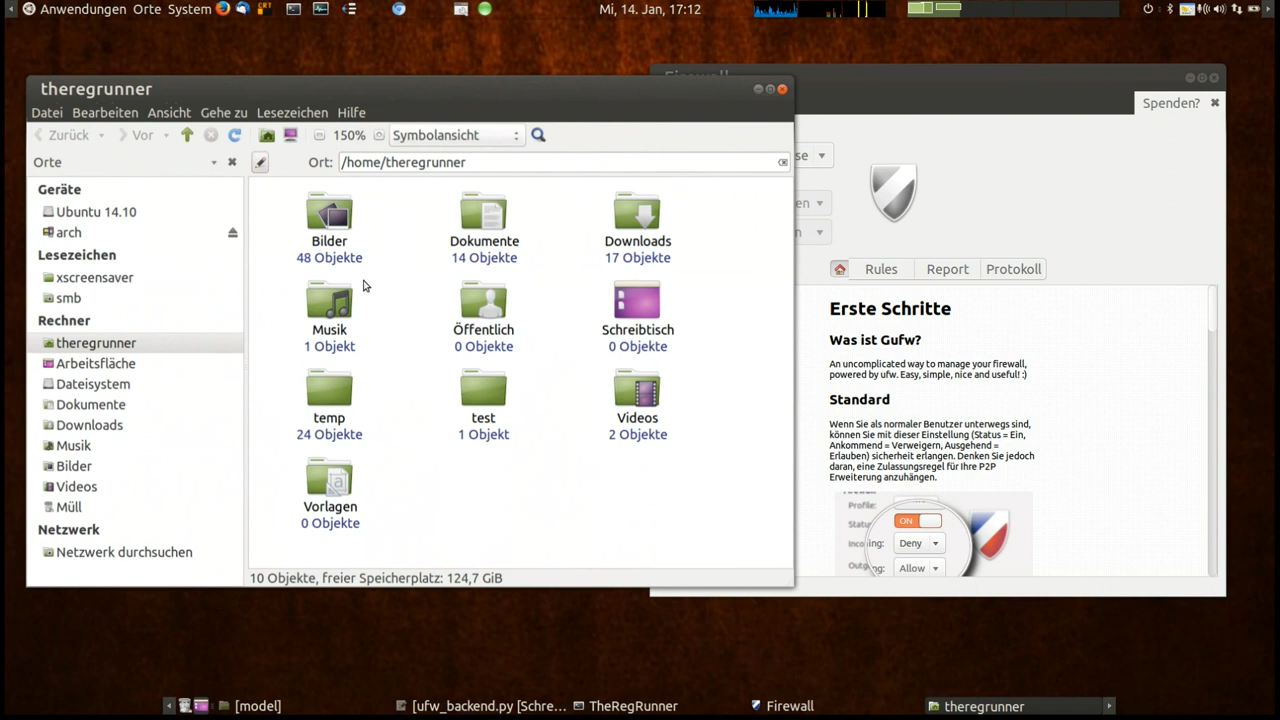 Anwendungen Orte System
CRT
Mi, 14. Jan, 17:12
theregrunner
Datei Bearbeiten Ansicht Gehe zu Lesezeichen Hilfe
Zurück Vor 150% Symbolansicht
Orte
Ort: /home/theregrunner
Geräte
Ubuntu 14.10
arch
Lesezeichen
xscreensaver
smb
Rechner
theregrunner
Arbeitsfläche
Dateisystem
Dokumente
Downloads
Musik
Bilder
Videos
Müll
Netzwerk
Netzwerk durchsuchen
Bilder
48 Objekte
Dokumente
14 Objekte
Downloads
17 Objekte
Musik
1 Objekt
Öffentlich
0 Objekte
Schreibtisch
0 Objekte
temp
24 Objekte
test
1 Objekt
Videos
2 Objekte
Vorlagen
0 Objekte
10 Objekte, freier Speicherplatz: 124,7 GiB
Firewall
Spenden?
se
en
n
Rules Report Protokoll
Erste Schritte
Was ist Gufw?
An uncomplicated way to manage your firewall,
powered by ufw. Easy, simple, nice and useful! :)
Standard
Wenn Sie als normaler Benutzer unterwegs sind,
können Sie mit dieser Einstellung (Status = Ein,
Ankommend = Verweigern, Ausgehend =
Erlauben) sicherheit erlangen. Denken Sie jedoch
daran, eine Zulassungsregel für Ihre P2P
Erweiterung anzuhängen.
Profile:
ON
Deny
Allow
[model]
[ufw_backend.py [Schre...
TheRegRunner
Firewall
theregrunner